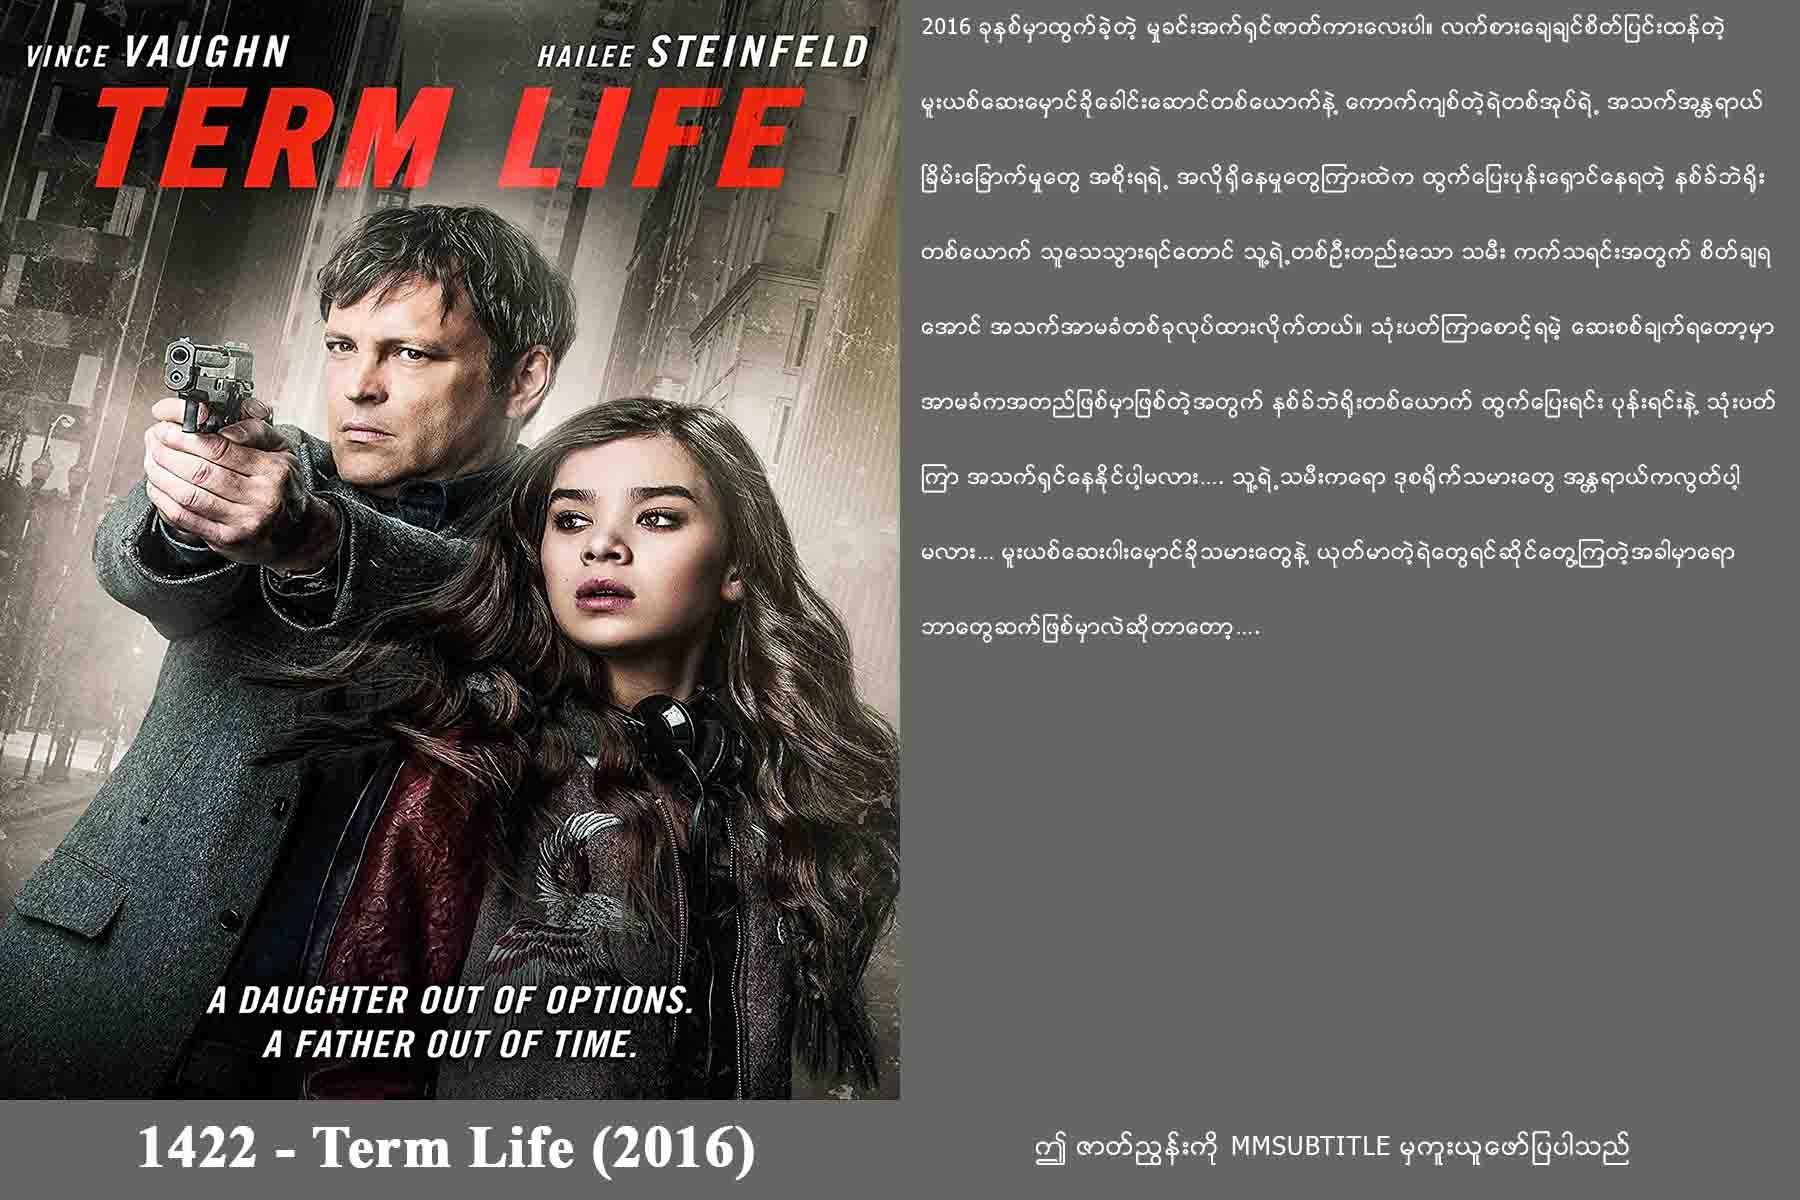 VINCE VAUGHN
HAILEE STEINFELD
TERM LIFE
A DAUGHTER OUT OF OPTIONS.
A FATHER OUT OF TIME.
1422 - Term Life (2016)
2016 ခုနှစ်မှာထွက်ခဲ့တဲ့ မှုခင်းအက်ရှင်ဇာတ်ကားလေးပါ။ လက်စားချေချင်စိတ်ပြင်းထန်တဲ့
မူးယစ်ဆေးမှောင်ခိုခေါင်းဆောင်တစ်ယောက်နဲ့ ကောက်ကျစ်တဲ့ရဲတစ်အုပ်ရဲ့ အသက်အန္တရာယ်
ခြိမ်းခြောက်မှုတွေ အစိုးရရဲ့ အလိုရှိနေမှုတွေကြားထဲက ထွက်ပြေးပုန်းရှောင်နေရတဲ့ နစ်ခ်ဘဲရိုး
တစ်ယောက် သူသေသွားရင်တောင် သူ့ရဲ့တစ်ဦးတည်းသော သမီး ကက်သရင်းအတွက် စိတ်ချရ
အောင် အသက်အာမခံတစ်ခုလုပ်ထားလိုက်တယ်။ သုံးပတ်ကြာစောင့်ရမဲ့ ဆေးစစ်ချက်ရတော့မှာ
အာမခံကအတည်ဖြစ်မှာဖြစ်တဲ့အတွက် နစ်ခ်ဘဲရိုးတစ်ယောက် ထွက်ပြေးရင်း ပုန်းရင်းနဲ့ သုံးပတ်
ကြာ အသက်ရှင်နေနိုင်ပါ့မလား.... သူ့ရဲ့သမီးကရော ဒုစရိုက်သမားတွေ အန္တရာယ်ကလွတ်ပါ့
မလား... မူးယစ်ဆေးဝါးမှောင်ခိုသမားတွေနဲ့ ယုတ်မာတဲ့ရဲတွေရင်ဆိုင်တွေ့ကြတဲ့အခါမှာရော
ဘာတွေဆက်ဖြစ်မှာလဲဆိုတာတော့....
ဤ ဇာတ်ညွှန်းကို MMSUBTITLE မှကူးယူဖော်ပြပါသည်